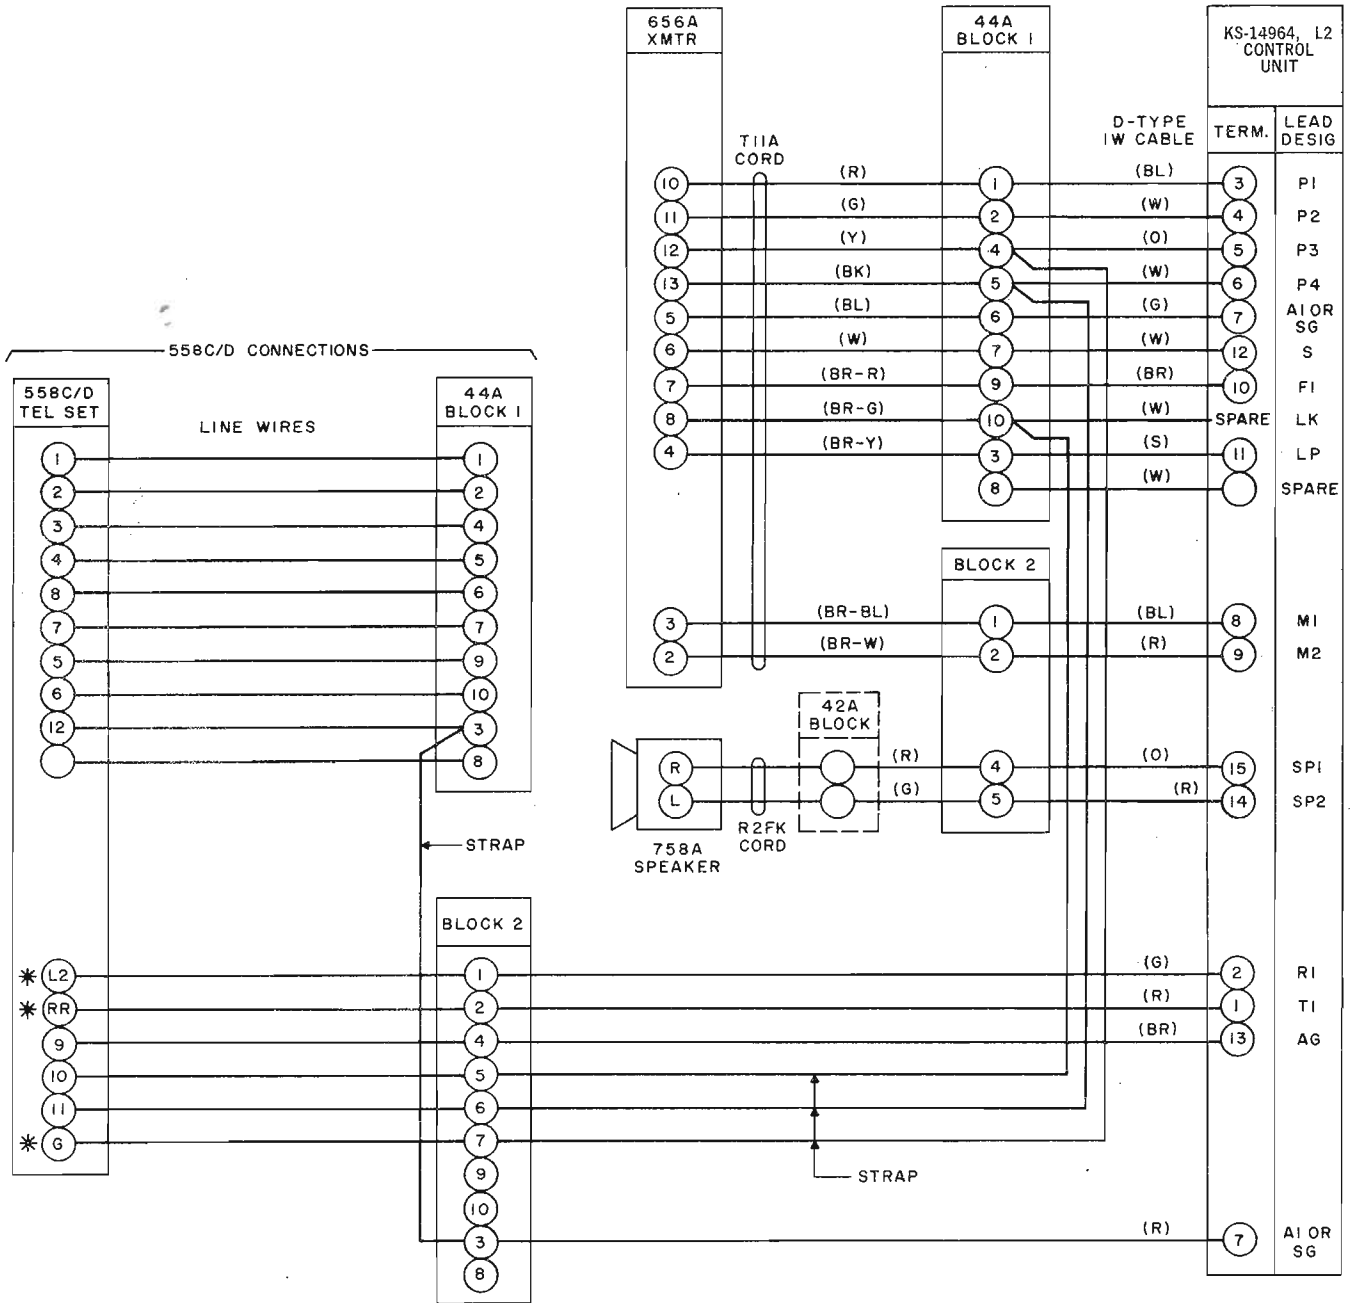 656A
XMTR
44A
BLOCK 1
KS-14964, L2
CONTROL
UNIT
D-TYPE
IW CABLE
TERM.
LEAD
DESIG
T11A
CORD
10 (R) 1 (BL) 3 P1
11 (G) 2 (W) 4 P2
12 (Y) 4 (O) 5 P3
13 (BK) 5 (W) 6 P4
5 (BL) 6 (G) 7 A1 OR
SG
6 (W) 7 (W) 12 S
7 (BR-R) 9 (BR) 10 F1
8 (BR-G) 10 (W) SPARE LK
4 (BR-Y) 3 (S) 11 LP
8 (W) SPARE
558C/D CONNECTIONS
558C/D
TEL SET
LINE WIRES
44A
BLOCK 1
1 1
2 2
3 4
4 5
8 6
7 7
5 9
6 10
12 3
8
STRAP
BLOCK 2
3 (BR-BL) 1 (BL) 8 M1
2 (BR-W) 2 (R) 9 M2
42A
BLOCK
R (R) 4 (O) 15 SP1
L (G) 5 (R) 14 SP2
758A
SPEAKER
R2FK
CORD
BLOCK 2
* L2 1 (G) 2 R1
* RR 2 (R) 1 T1
9 4 (BR) 13 AG
10 5
11 6
* G 7
STRAP
9
10
3 (R) 7 A1 OR
SG
8